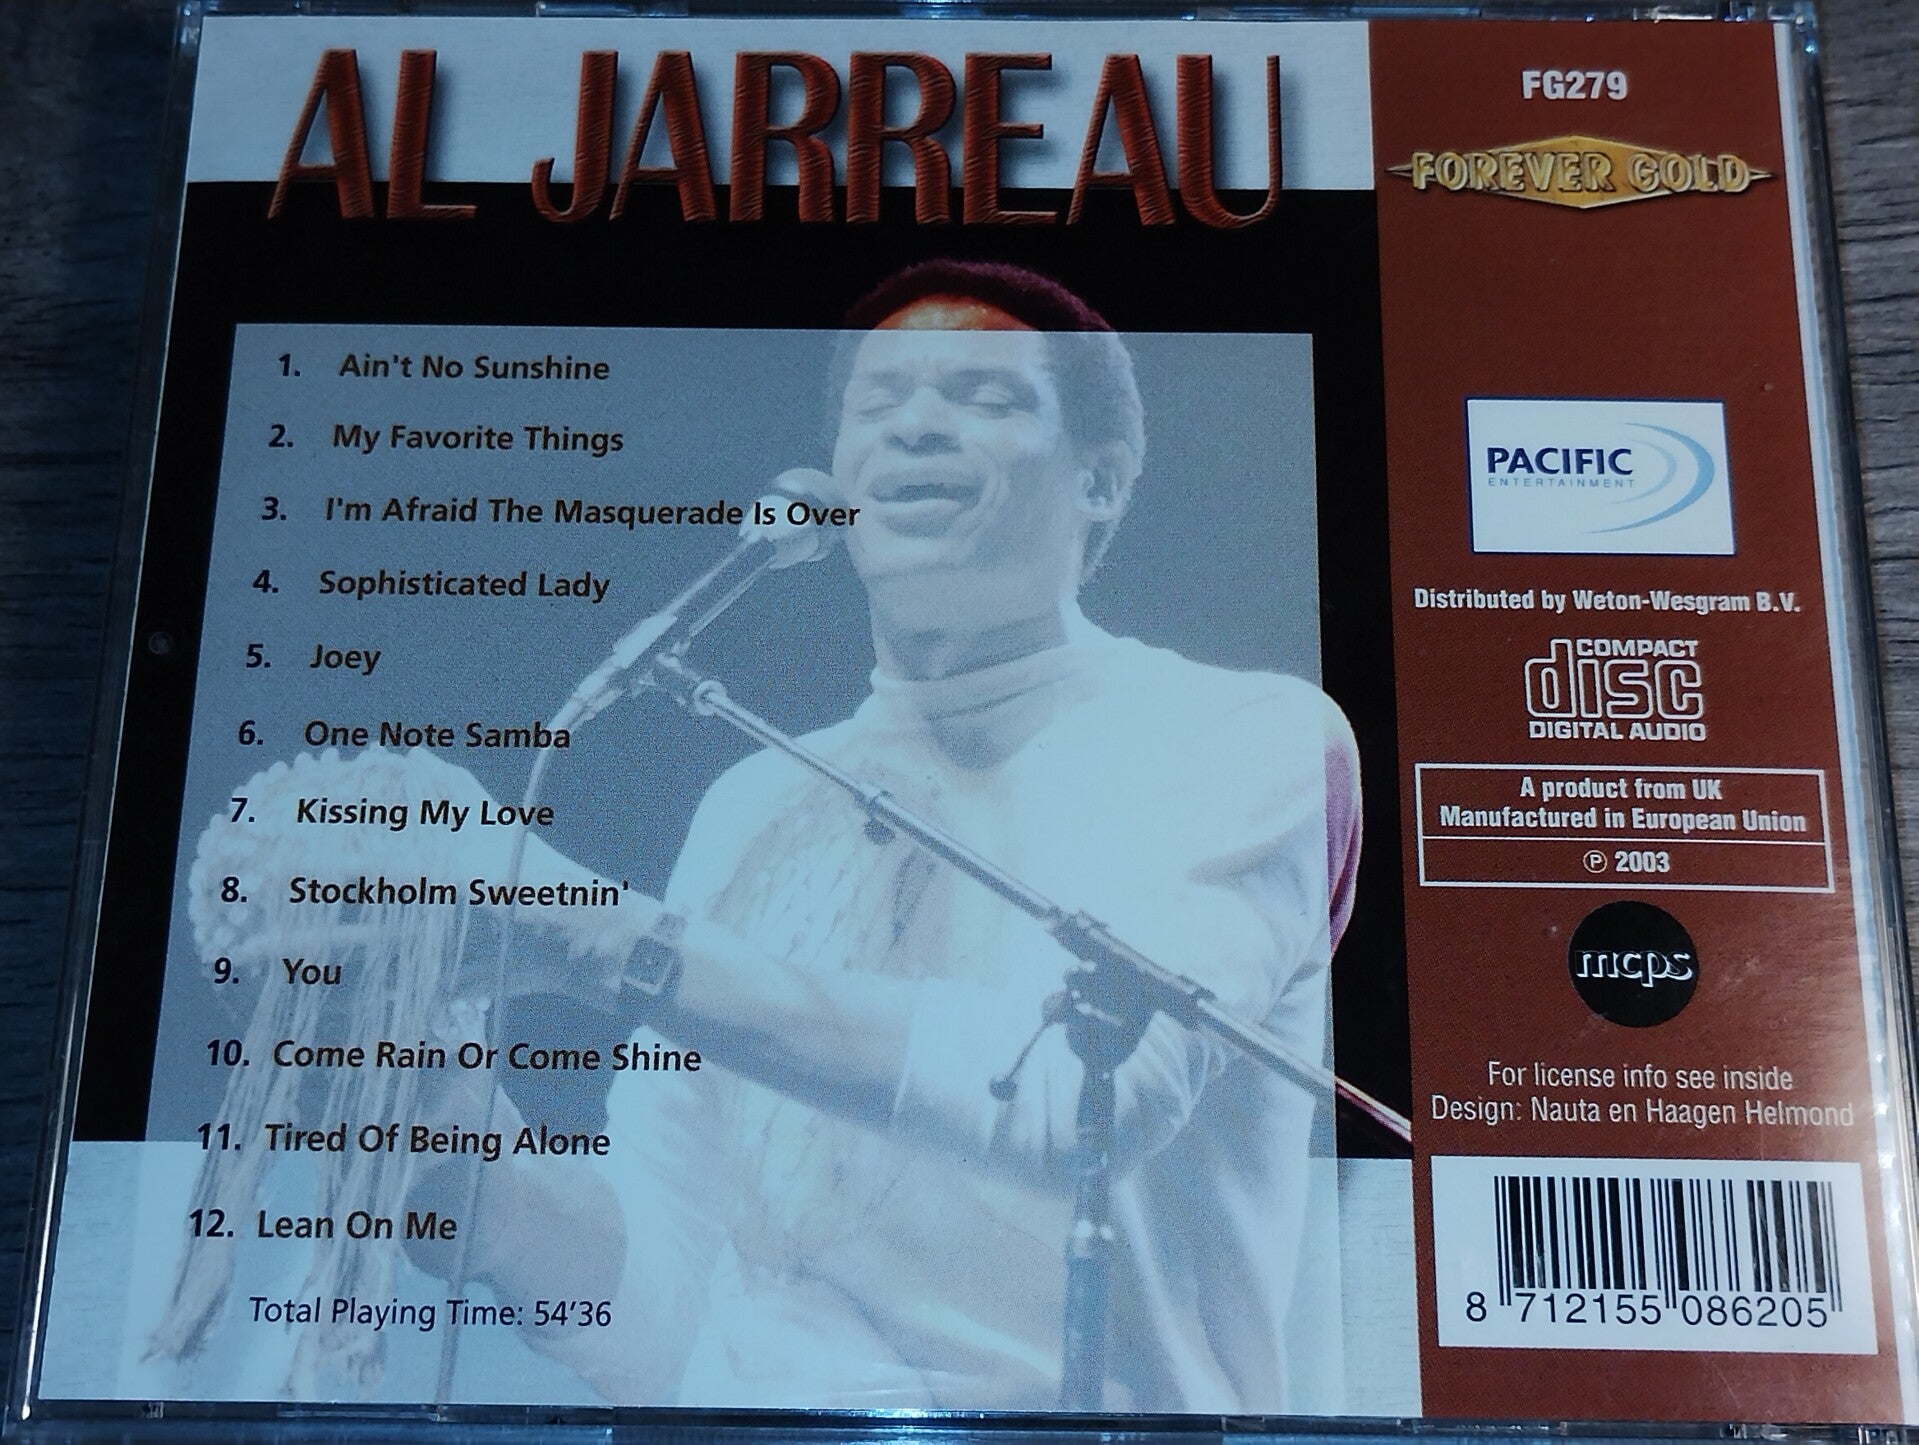 AL JARREAU
1. Ain't No Sunshine
2. My Favorite Things
3. I'm Afraid The Masquerade Is Over
4. Sophisticated Lady
5. Joey
6. One Note Samba
7. Kissing My Love
8. Stockholm Sweetnin'
9. You
10. Come Rain Or Come Shine
11. Tired Of Being Alone
12. Lean On Me
Total Playing Time: 54'36
FG279
FOREVER GOLD
PACIFIC
ENTERTAINMENT
Distributed by Weton-Wesgram B.V.
COMPACT
disc
DIGITAL AUDIO
A product from UK
Manufactured in European Union
℗ 2003
mcps
For license info see inside
Design: Nauta en Haagen Helmond
8 712155 086205